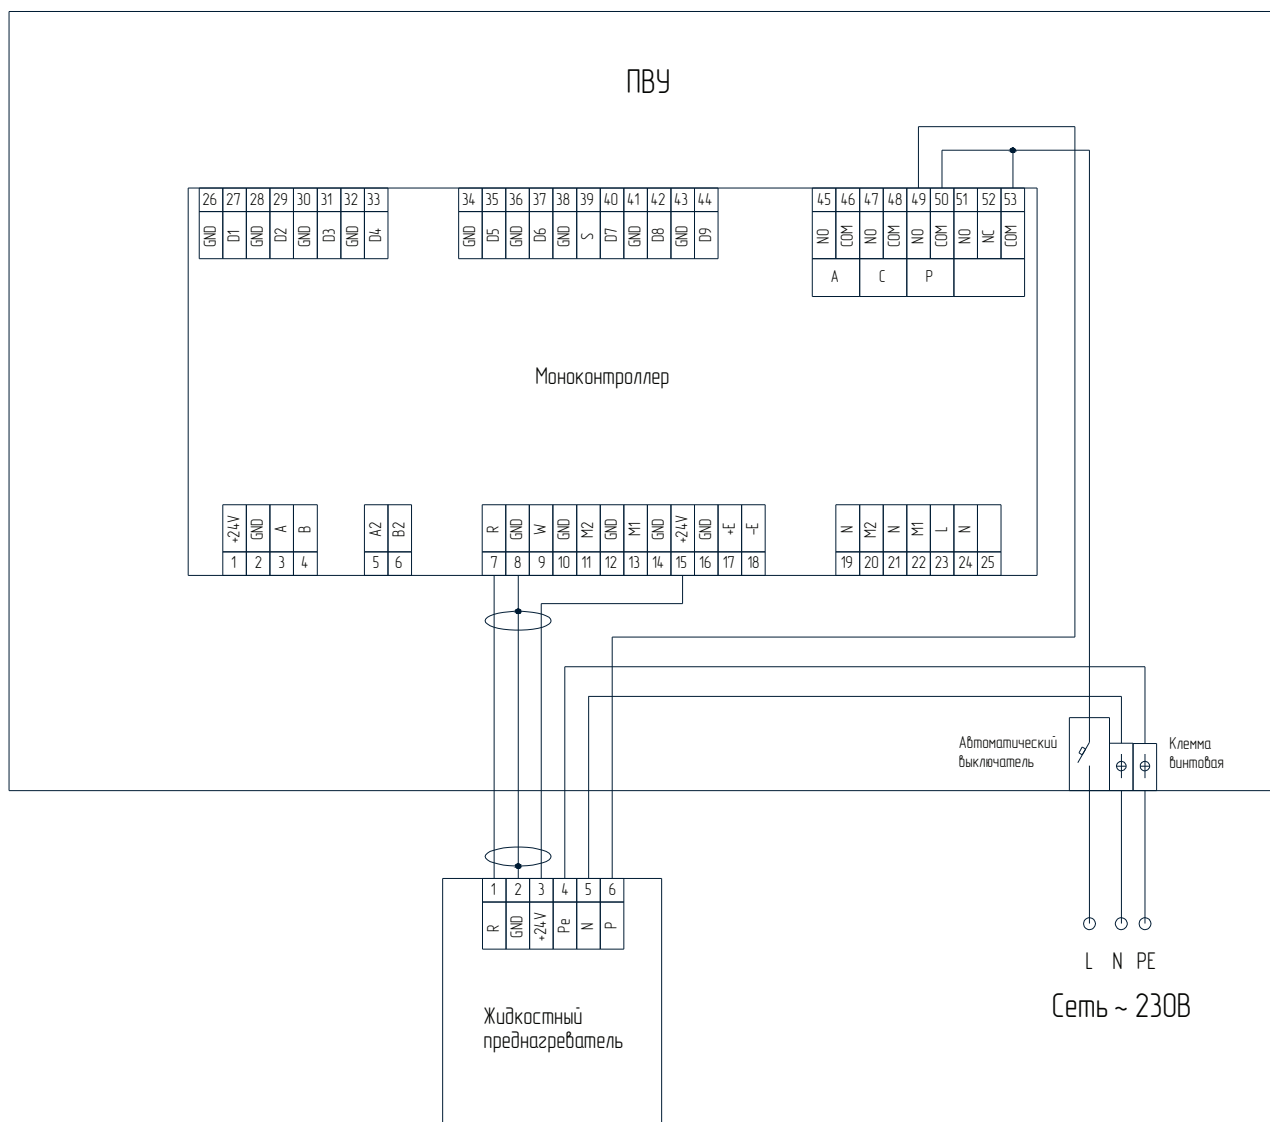 ПВУ
26 27 28 29 30 31 32 33
GND D1 GND D2 GND D3 GND D4
34 35 36 37 38 39 40 41 42 43 44
GND D5 GND D6 GND S D7 GND D8 GND D9
45 46 47 48 49 50 51 52 53
NO COM NO COM NO COM NO NC COM
A C P
Моноконтроллер
+24V GND A B
1 2 3 4
A2 B2
5 6
R GND W GND M2 GND M1 GND +24V GND +E -E
7 8 9 10 11 12 13 14 15 16 17 18
N M2 N M1 L N
19 20 21 22 23 24 25
Автоматический
выключатель
Клемма
винтовая
1 2 3 4 5 6
R GND +24V Pe N P
Жидкостный
преднагреватель
L N PE
Сеть ~ 230В